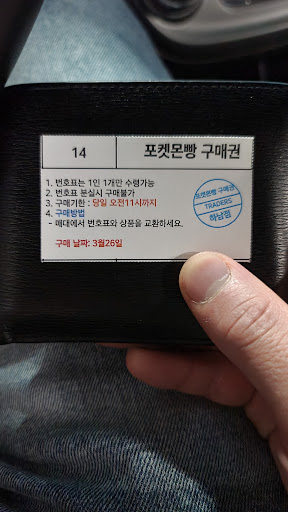 14 포켓몬빵 구매권
1. 번호표는 1인 1개만 수령가능
2. 번호표 분실시 구매불가
3. 구매기한 : 당일 오전11시까지
4. 구매방법
- 매대에서 번호표와 상품을 교환하세요.
구매 날짜: 3월26일
포켓몬빵 구매권
TRADERS
하남점